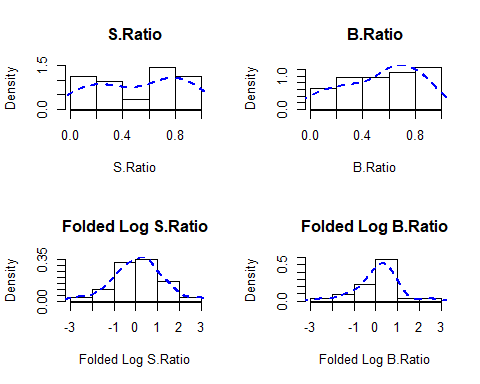 S.Ratio
Density
0.0 1.5
0.0 0.4 0.8
S.Ratio
B.Ratio
Density
0.0 1.0
0.0 0.4 0.8
B.Ratio
Folded Log S.Ratio
Density
0.00 0.35
-3 -1 0 1 2 3
Folded Log S.Ratio
Folded Log B.Ratio
Density
0.0 0.5
-3 -1 0 1 2 3
Folded Log B.Ratio